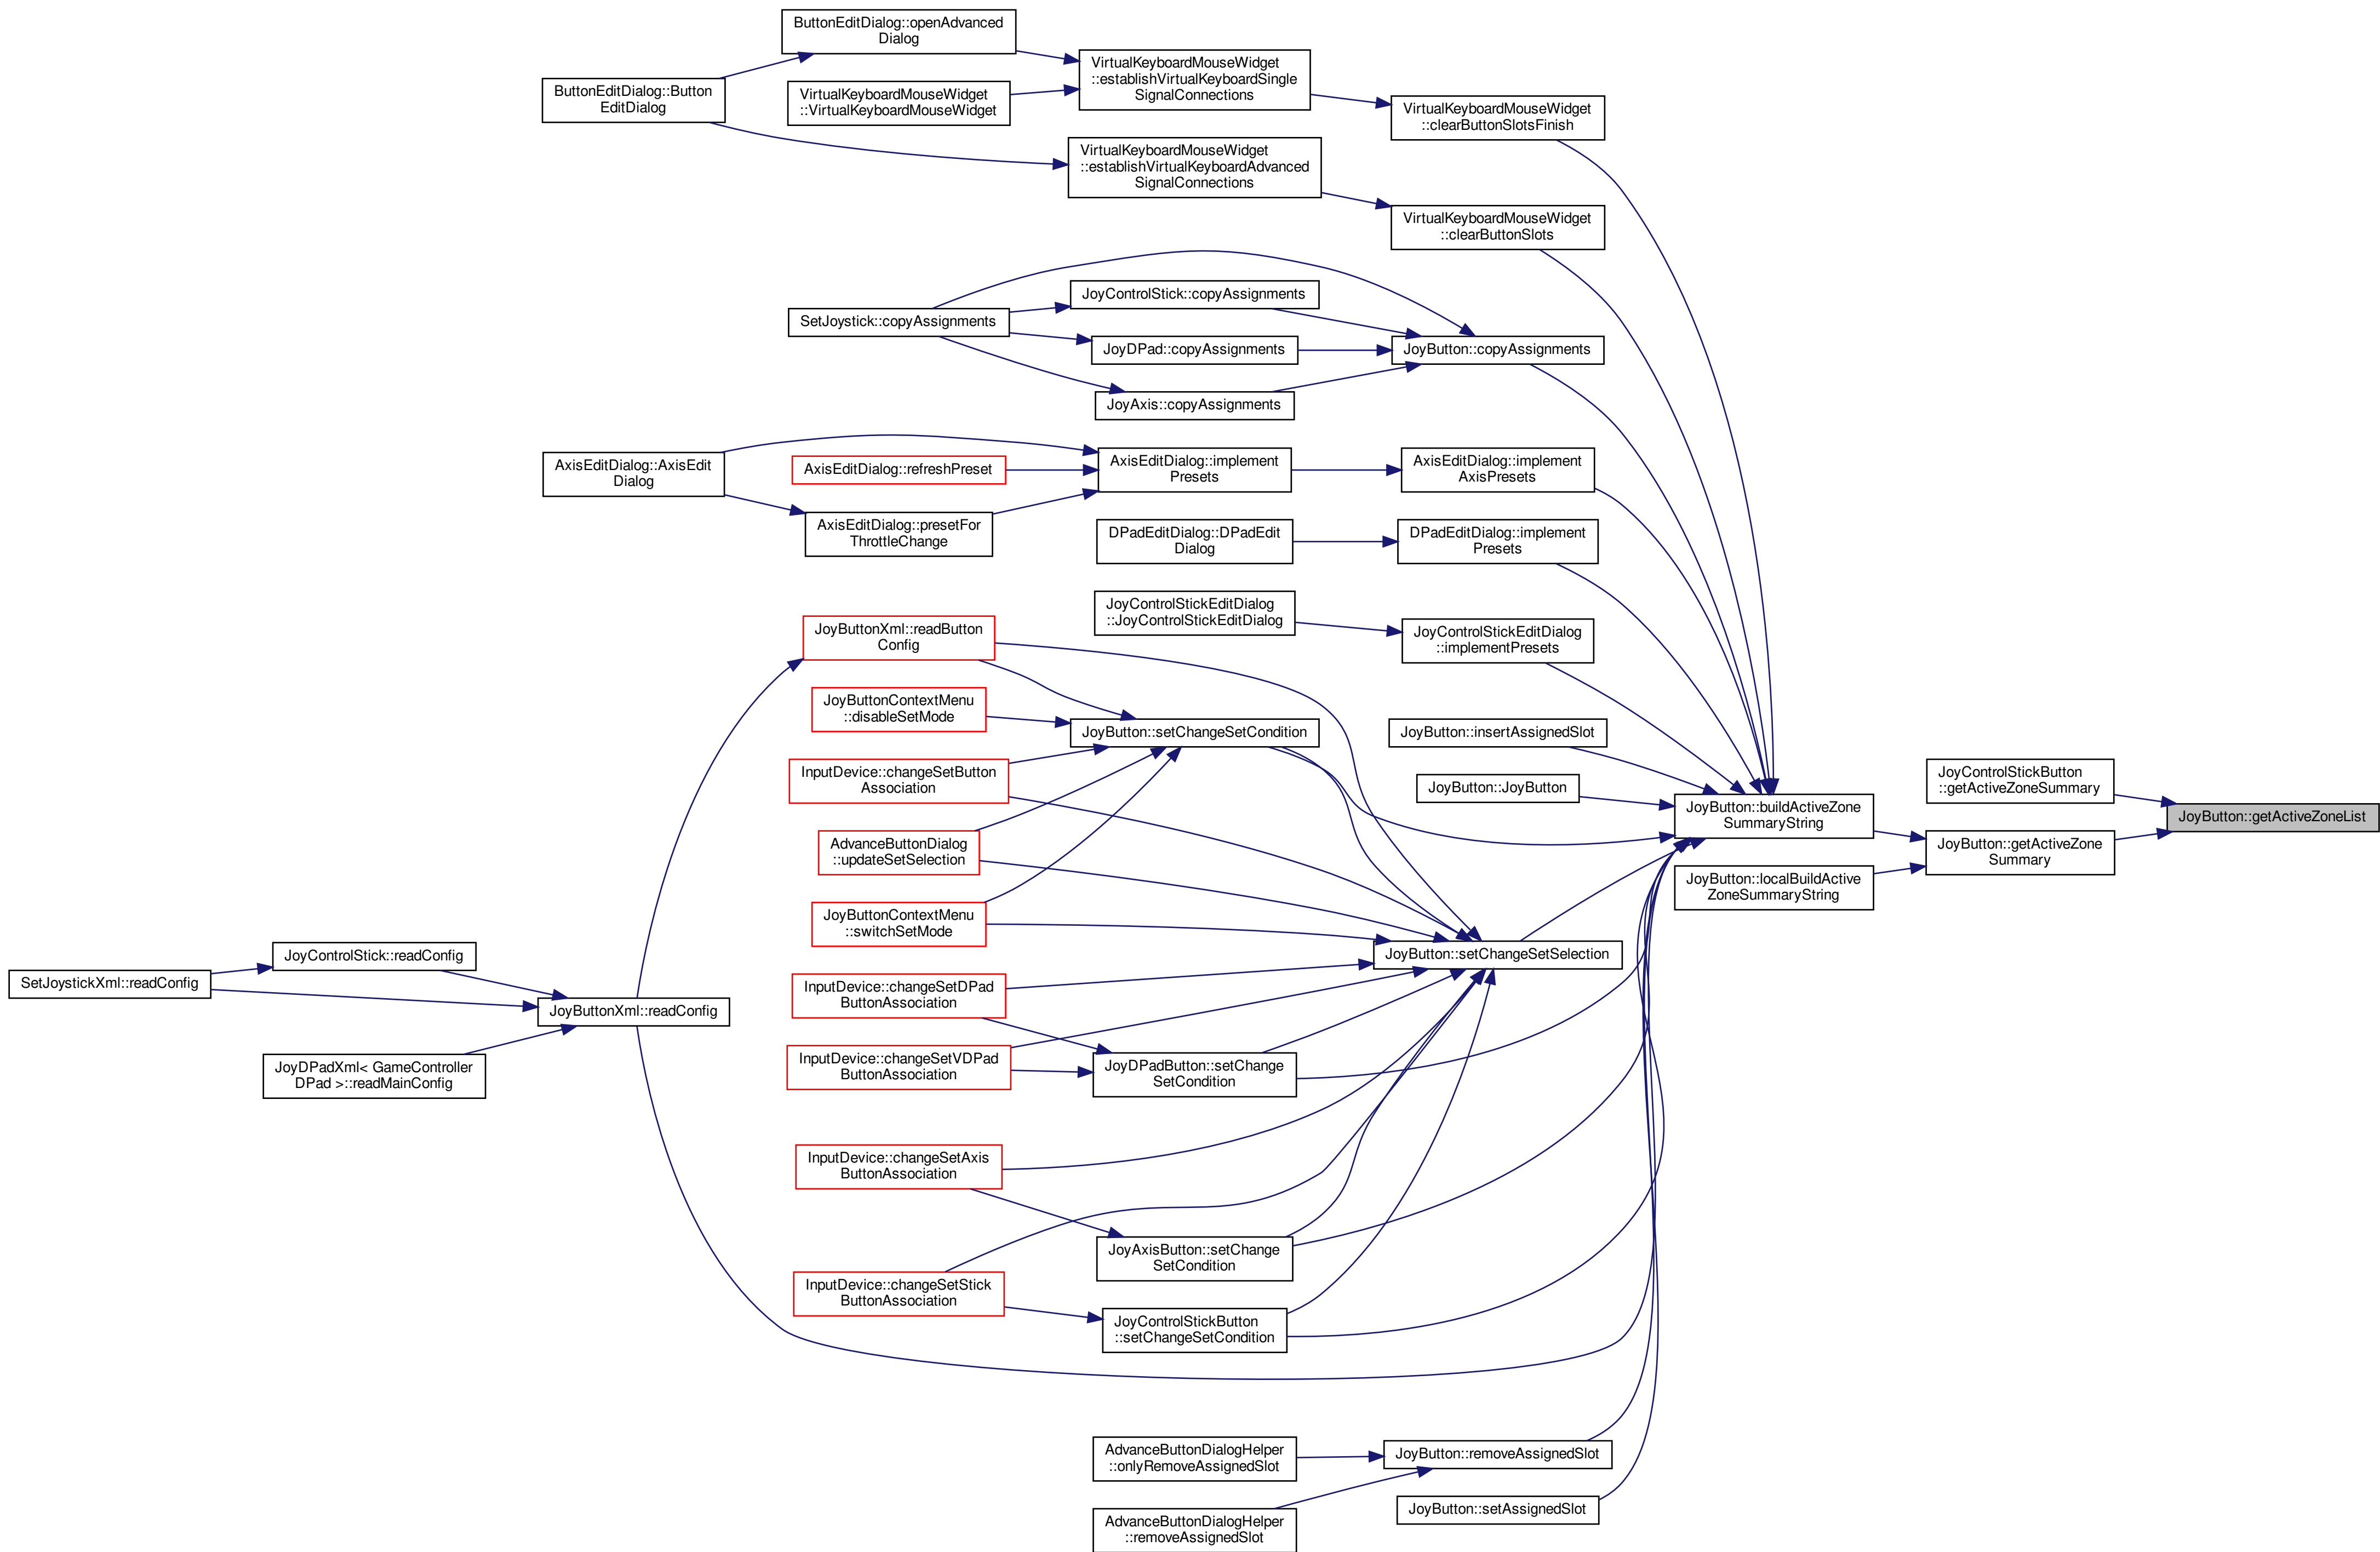 ButtonEditDialog::openAdvanced
Dialog
VirtualKeyboardMouseWidget
::establishVirtualKeyboardSingle
SignalConnections
ButtonEditDialog::Button
EditDialog
VirtualKeyboardMouseWidget
::VirtualKeyboardMouseWidget
VirtualKeyboardMouseWidget
::clearButtonSlotsFinish
VirtualKeyboardMouseWidget
::establishVirtualKeyboardAdvanced
SignalConnections
VirtualKeyboardMouseWidget
::clearButtonSlots
JoyControlStick::copyAssignments
SetJoystick::copyAssignments
JoyDPad::copyAssignments
JoyButton::copyAssignments
JoyAxis::copyAssignments
AxisEditDialog::AxisEdit
Dialog
AxisEditDialog::refreshPreset
AxisEditDialog::implement
Presets
AxisEditDialog::implement
AxisPresets
AxisEditDialog::presetFor
ThrottleChange
DPadEditDialog::DPadEdit
Dialog
DPadEditDialog::implement
Presets
JoyControlStickEditDialog
::JoyControlStickEditDialog
JoyControlStickEditDialog
::implementPresets
JoyButtonXml::readButton
Config
JoyButtonContextMenu
::disableSetMode
JoyButton::setChangeSetCondition
JoyButton::insertAssignedSlot
InputDevice::changeSetButton
Association
JoyButton::JoyButton
JoyButton::buildActiveZone
SummaryString
JoyControlStickButton
::getActiveZoneSummary
JoyButton::getActiveZoneList
AdvanceButtonDialog
::updateSetSelection
JoyButton::getActiveZone
Summary
JoyButton::localBuildActive
ZoneSummaryString
JoyButtonContextMenu
::switchSetMode
JoyButton::setChangeSetSelection
JoyControlStick::readConfig
SetJoystickXml::readConfig
JoyButtonXml::readConfig
InputDevice::changeSetDPad
ButtonAssociation
JoyDPadXml< GameController
DPad >::readMainConfig
InputDevice::changeSetVDPad
ButtonAssociation
JoyDPadButton::setChange
SetCondition
InputDevice::changeSetAxis
ButtonAssociation
JoyAxisButton::setChange
SetCondition
InputDevice::changeSetStick
ButtonAssociation
JoyControlStickButton
::setChangeSetCondition
AdvanceButtonDialogHelper
::onlyRemoveAssignedSlot
JoyButton::removeAssignedSlot
AdvanceButtonDialogHelper
::removeAssignedSlot
JoyButton::setAssignedSlot